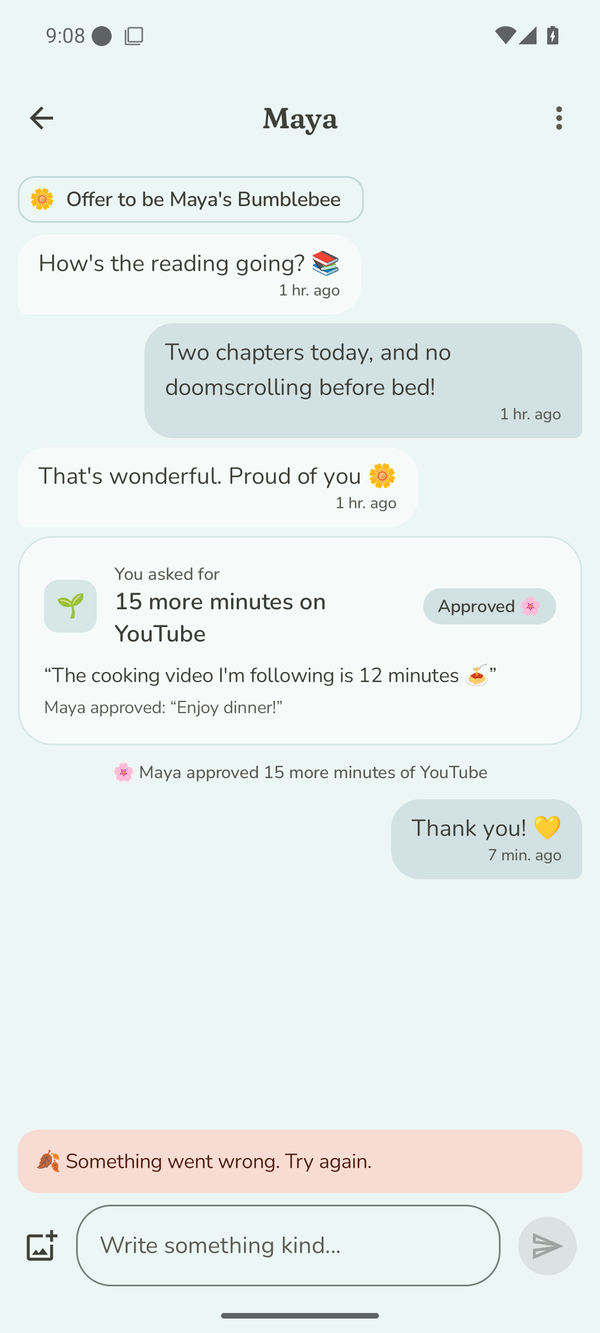 9:08
Maya
🌼 Offer to be Maya's Bumblebee
How's the reading going? 📚
1 hr. ago
Two chapters today, and no
doomscrolling before bed!
1 hr. ago
That's wonderful. Proud of you 🌼
1 hr. ago
You asked for
15 more minutes on
YouTube
Approved 🌸
“The cooking video I'm following is 12 minutes 🍝”
Maya approved: “Enjoy dinner!”
🌸 Maya approved 15 more minutes of YouTube
Thank you! 💛
7 min. ago
🍂 Something went wrong. Try again.
Write something kind...